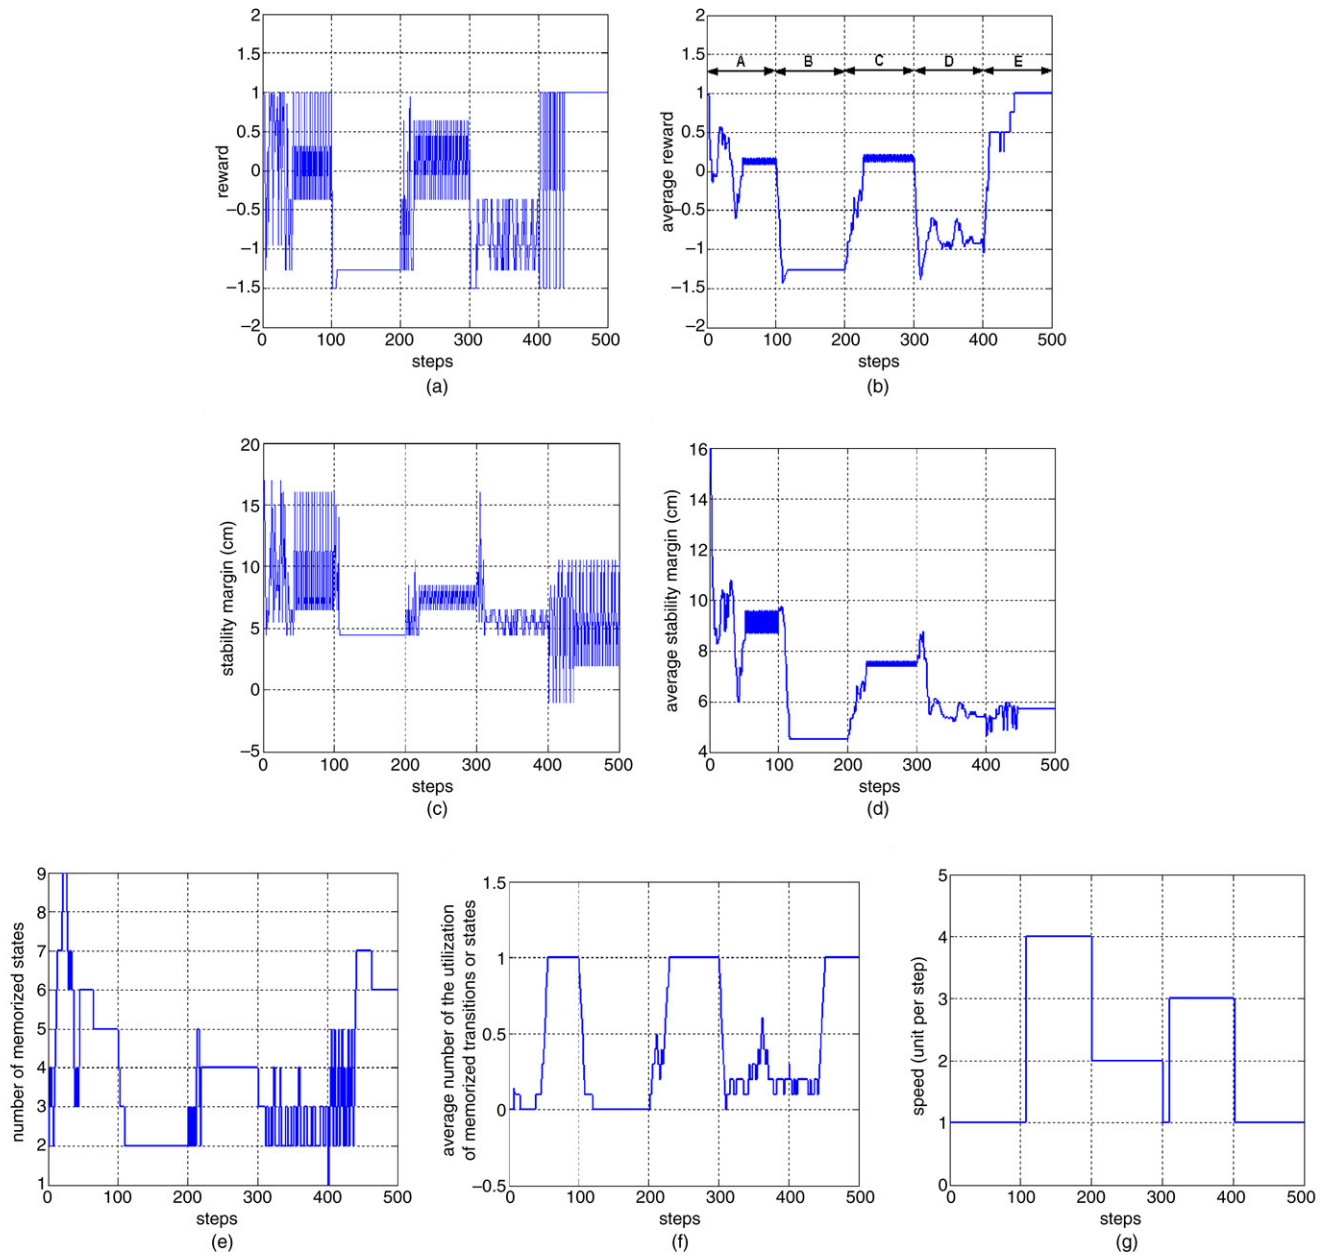 2
1.5
1
0.5
0
−0.5
−1
−1.5
−2
reward
0 100 200 300 400 500
steps
(a)
2
1.5
1
0.5
0
−0.5
−1
−1.5
−2
average reward
A B C D E
0 100 200 300 400 500
steps
(b)
20
15
10
5
0
−5
stability margin (cm)
0 100 200 300 400 500
steps
(c)
16
14
12
10
8
6
4
average stability margin (cm)
0 100 200 300 400 500
steps
(d)
9
8
7
6
5
4
3
2
1
number of memorized states
0 100 200 300 400 500
steps
(e)
1.5
1
0.5
0
−0.5
average number of the utilization
of memorized transitions or states
0 100 200 300 400 500
steps
(f)
5
4
3
2
1
0
speed (unit per step)
0 100 200 300 400 500
steps
(g)